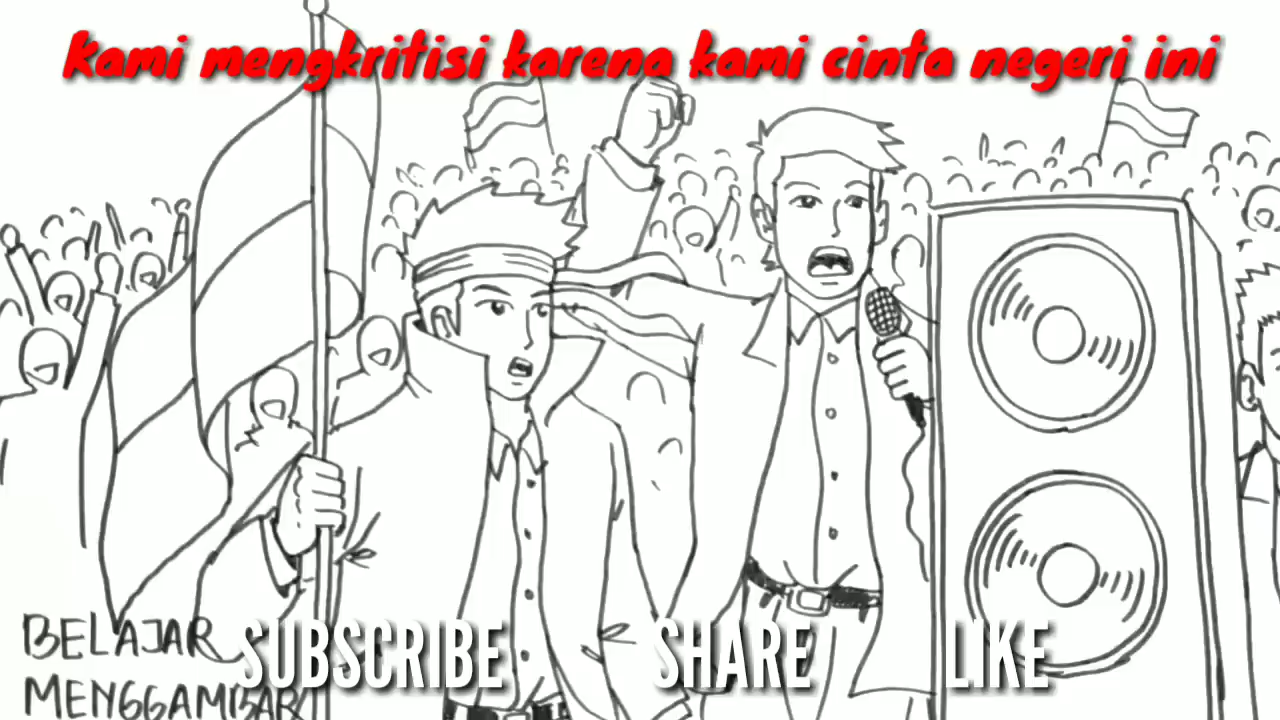 Kami mengkritisi karena kami cinta negeri ini
BELAJAR
MENGGAMBAR
SUBSCRIBE SHARE LIKE